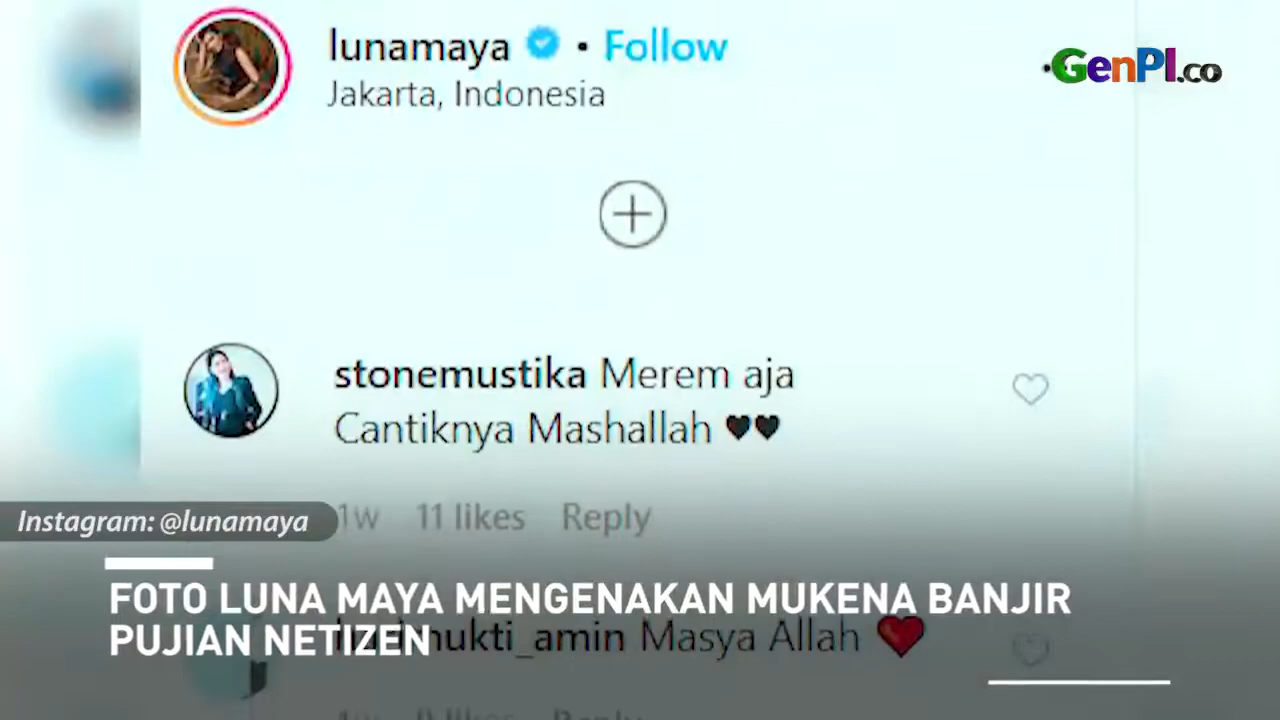 lunamaya • Follow
Jakarta, Indonesia
GenPI.co
stonemustika Merem aja
Cantiknya Mashallah 🖤🖤
1w 11 likes Reply
Instagram: @lunamaya
FOTO LUNA MAYA MENGENAKAN MUKENA BANJIR
PUJIAN NETIZEN
Masya Allah ❤️